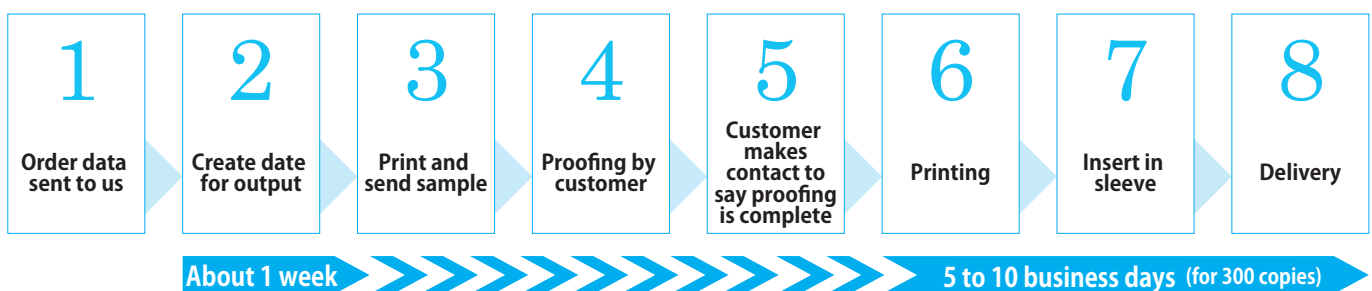 1
Order data
sent to us
2
Create date
for output
3
Print and
send sample
4
Proofing by
customer
5
Customer
makes
contact to
say proofing
is complete
6
Printing
7
Insert in
sleeve
8
Delivery
About 1 week
5 to 10 business days (for 300 copies)